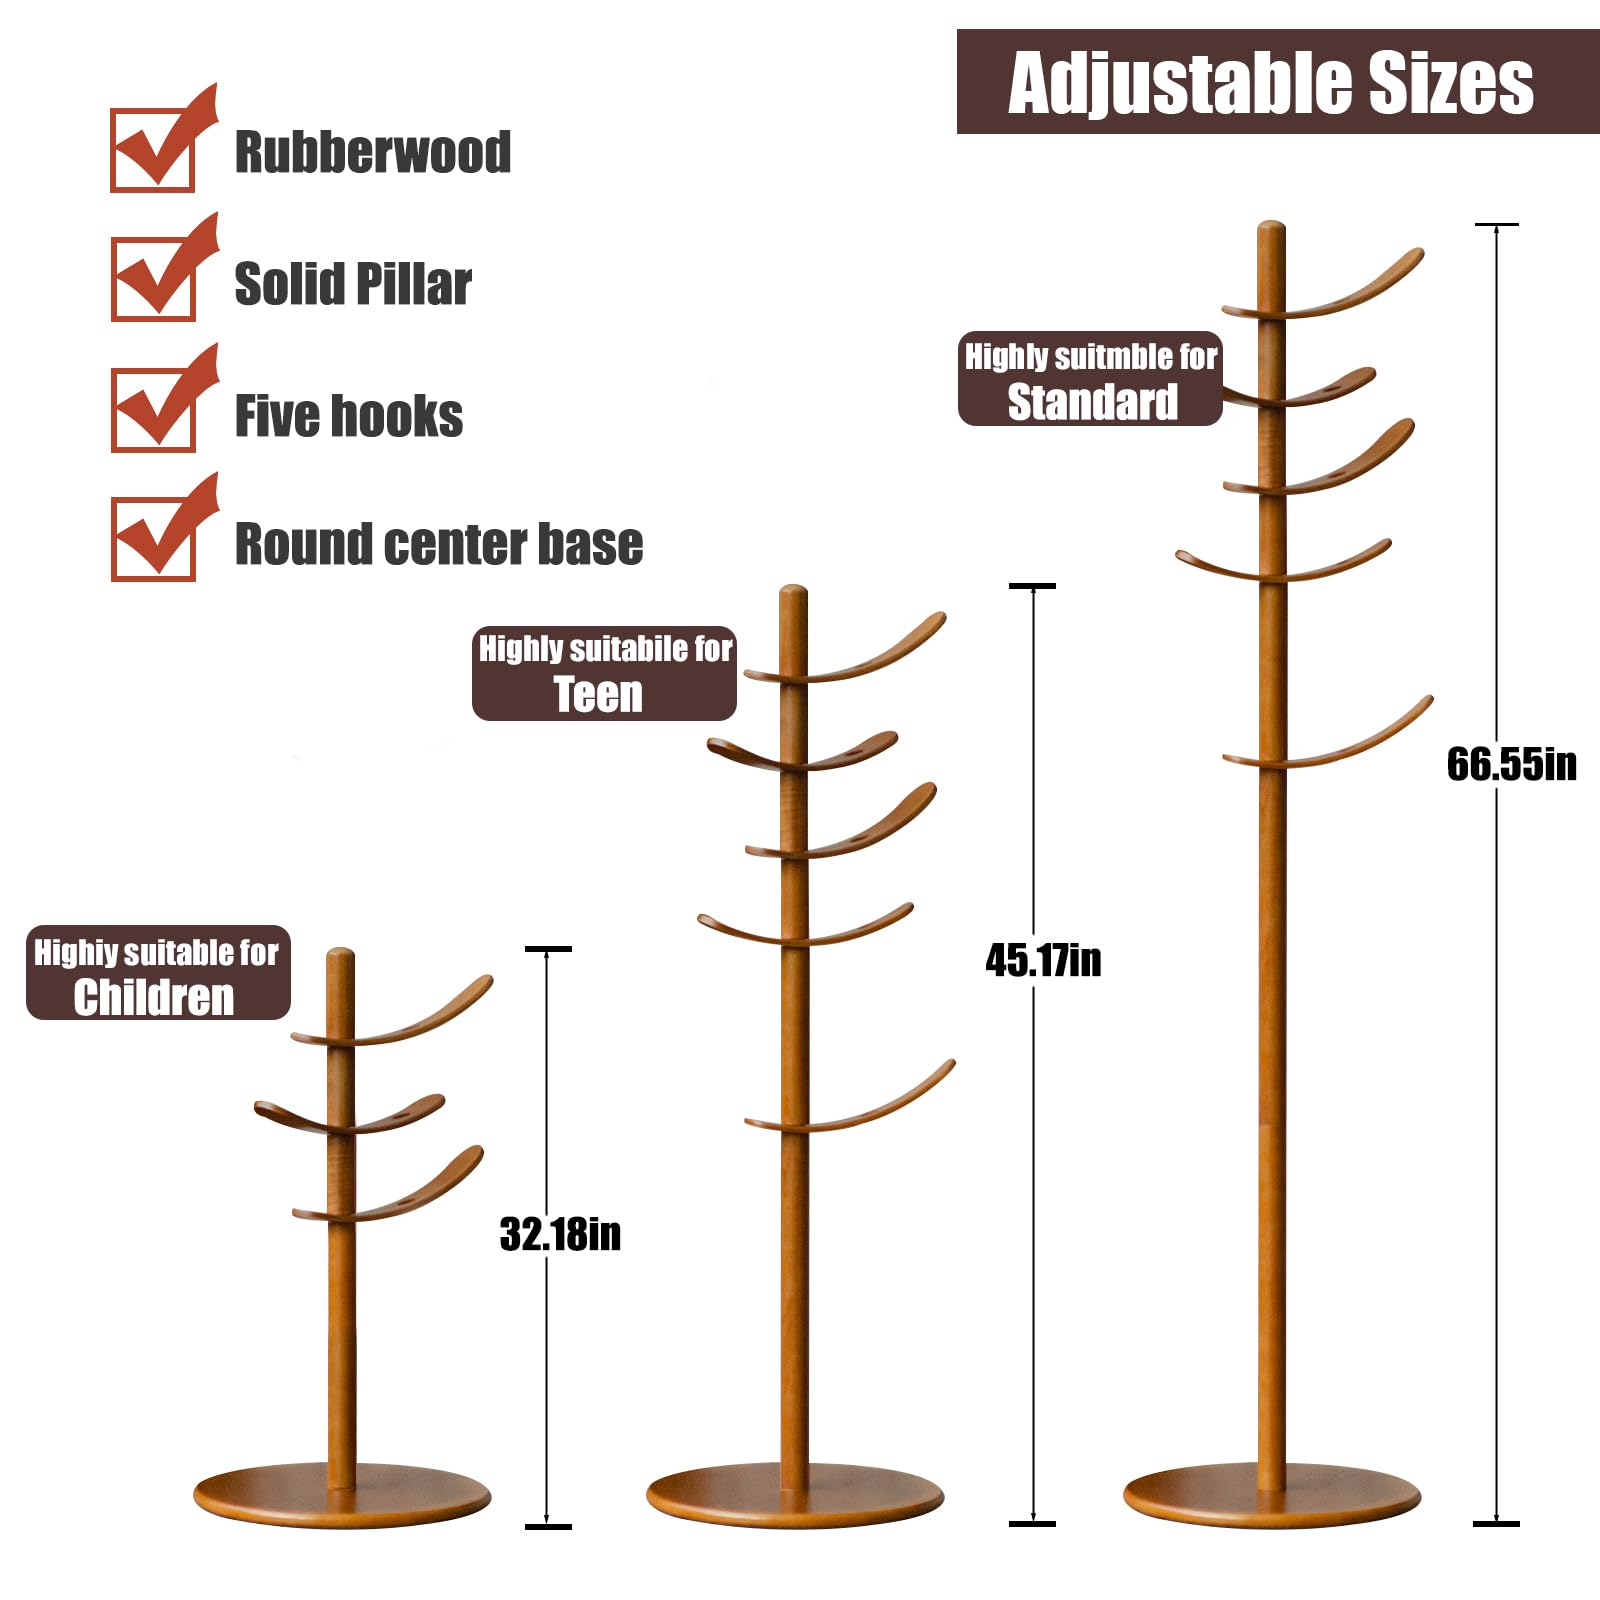 Adjustable Sizes
Rubberwood
Solid Pillar
Five hooks
Round center base
Highly suitmble for
Standard
Highly suitabile for
Teen
Highiy suitable for
Children
66.55in
45.17in
32.18in